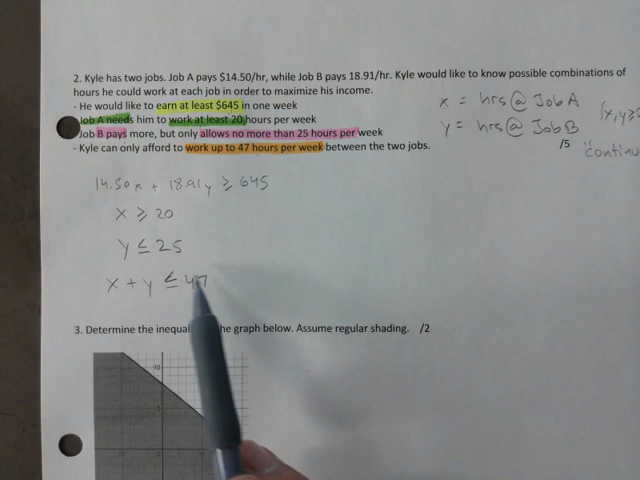 2. Kyle has two jobs. Job A pays $14.50/hr, while Job B pays 18.91/hr. Kyle would like to know possible combinations of
hours he could work at each job in order to maximize his income.
- He would like to earn at least $645 in one week
Job A needs him to work at least 20 hours per week
Job B pays more, but only allows no more than 25 hours per week
- Kyle can only afford to work up to 47 hours per week between the two jobs.
/5
x = hrs @ Job A
y = hrs @ Job B
(x,y≥
"continu
14.50x + 18.91y ≥ 645
x ≥ 20
y ≤ 25
x + y ≤ 47
3. Determine the inequal the graph below. Assume regular shading. /2
10
5